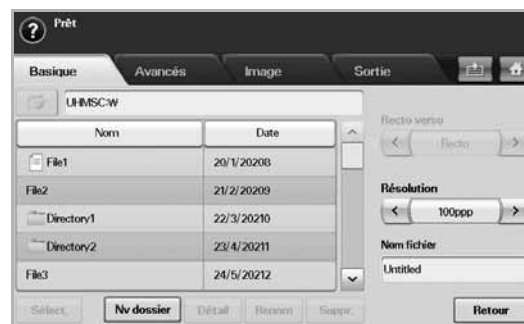 Prêt
Basique Avancés Image Sortie
UHMSC:W
Nom Date
File1 20/1/20208
File2 21/2/20209
Directory1 22/3/20210
Directory2 23/4/20211
File3 24/5/20212
Recto verso
Recto
Résolution
100ppp
Nom fichier
Untitled
Sélect. Nv dossier Détail Renom Suppr. Retour